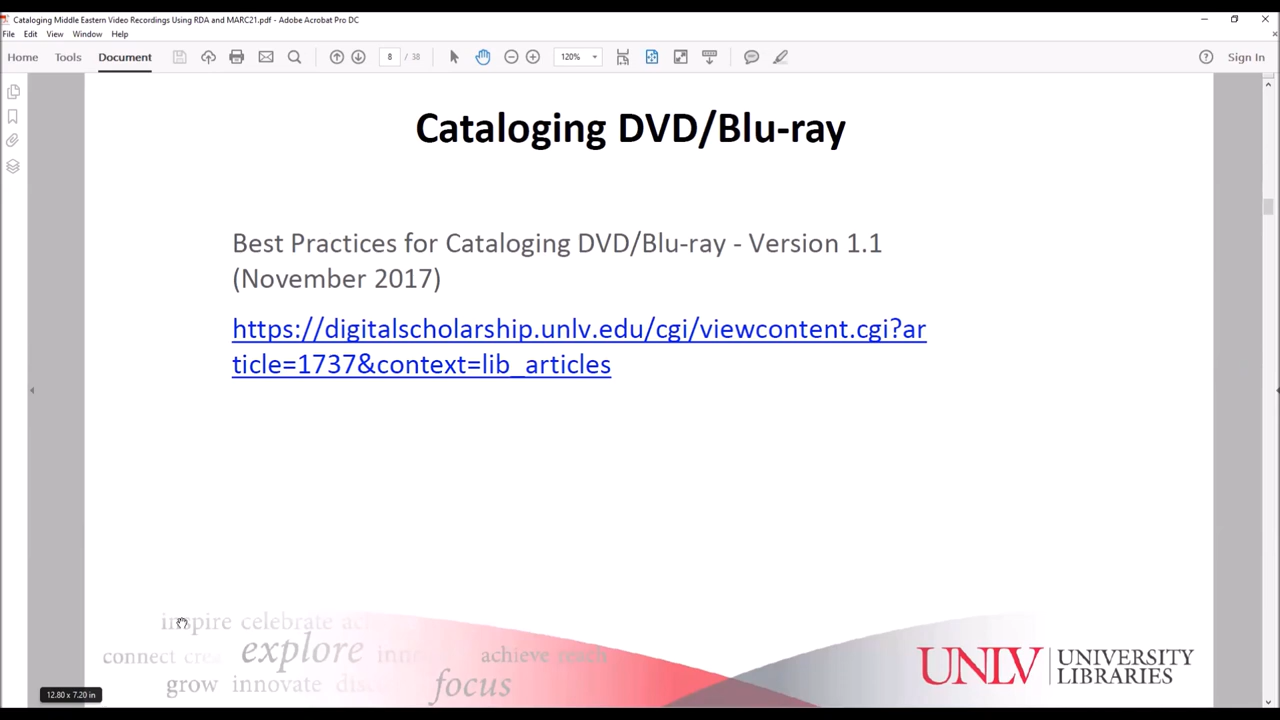 Cataloging Middle Eastern Video Recordings Using RDA and MARC21.pdf - Adobe Acrobat Pro DC
File Edit View Window Help
Home Tools Document 8 / 38 120% Sign In
Cataloging DVD/Blu-ray
Best Practices for Cataloging DVD/Blu-ray - Version 1.1
(November 2017)
https://digitalscholarship.unlv.edu/cgi/viewcontent.cgi?ar
ticle=1737&context=lib_articles
inspire celebrate
connect explore achieve reach
grow innovate focus
UNLV UNIVERSITY
LIBRARIES
12.80 x 7.20 in